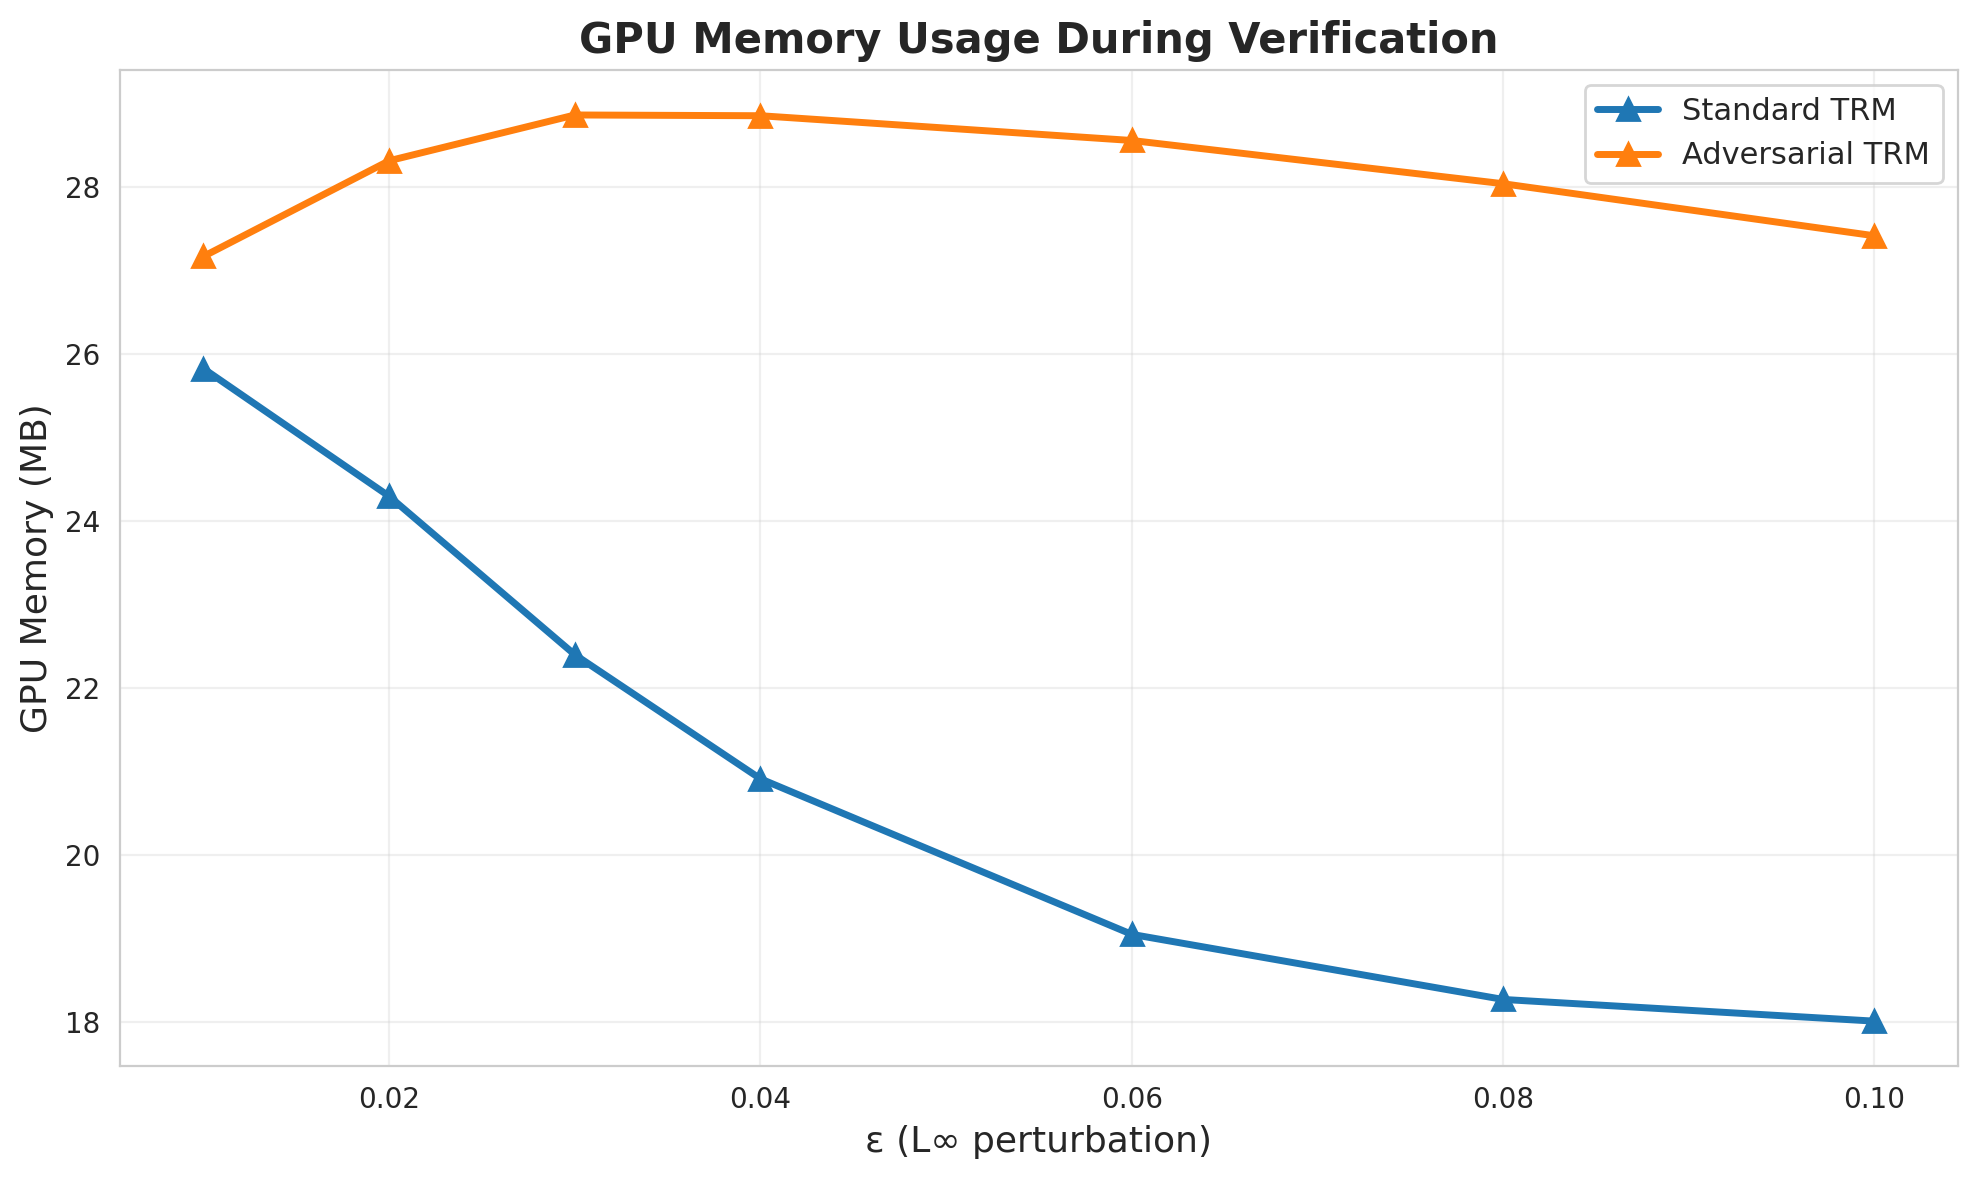 GPU Memory Usage During Verification
Standard TRM
Adversarial TRM
GPU Memory (MB)
28
26
24
22
20
18
0.02 0.04 0.06 0.08 0.10
ε (L∞ perturbation)